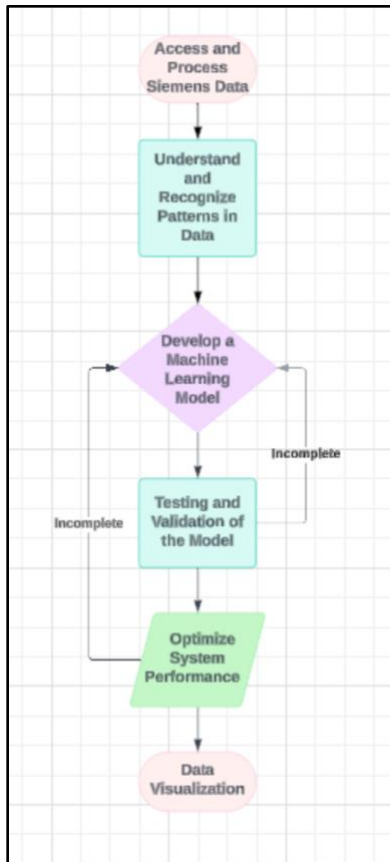 Access and
Process
Siemens Data
Understand
and
Recognize
Patterns in
Data
Develop a
Machine
Learning
Model
Incomplete
Testing and
Validation of
the Model
Incomplete
Optimize
System
Performance
Data
Visualization